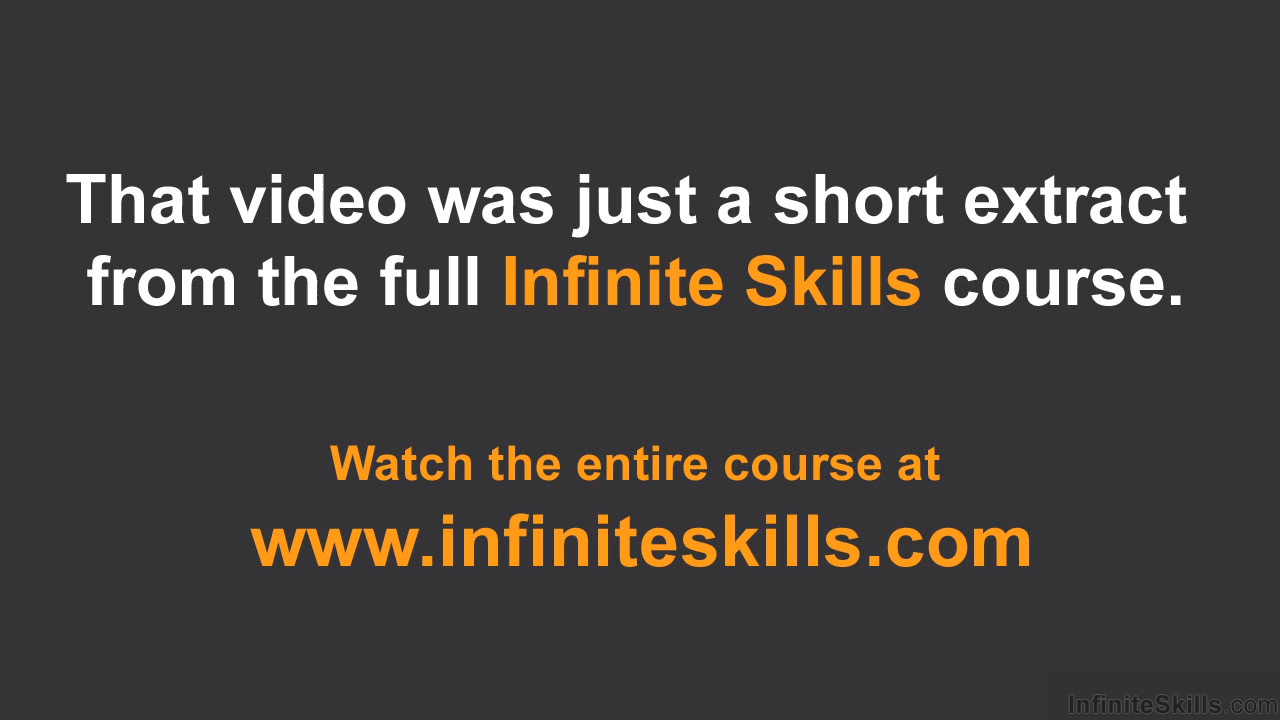 That video was just a short extract
from the full Infinite Skills course.
Watch the entire course at
www.infiniteskills.com
InfiniteSkills.com